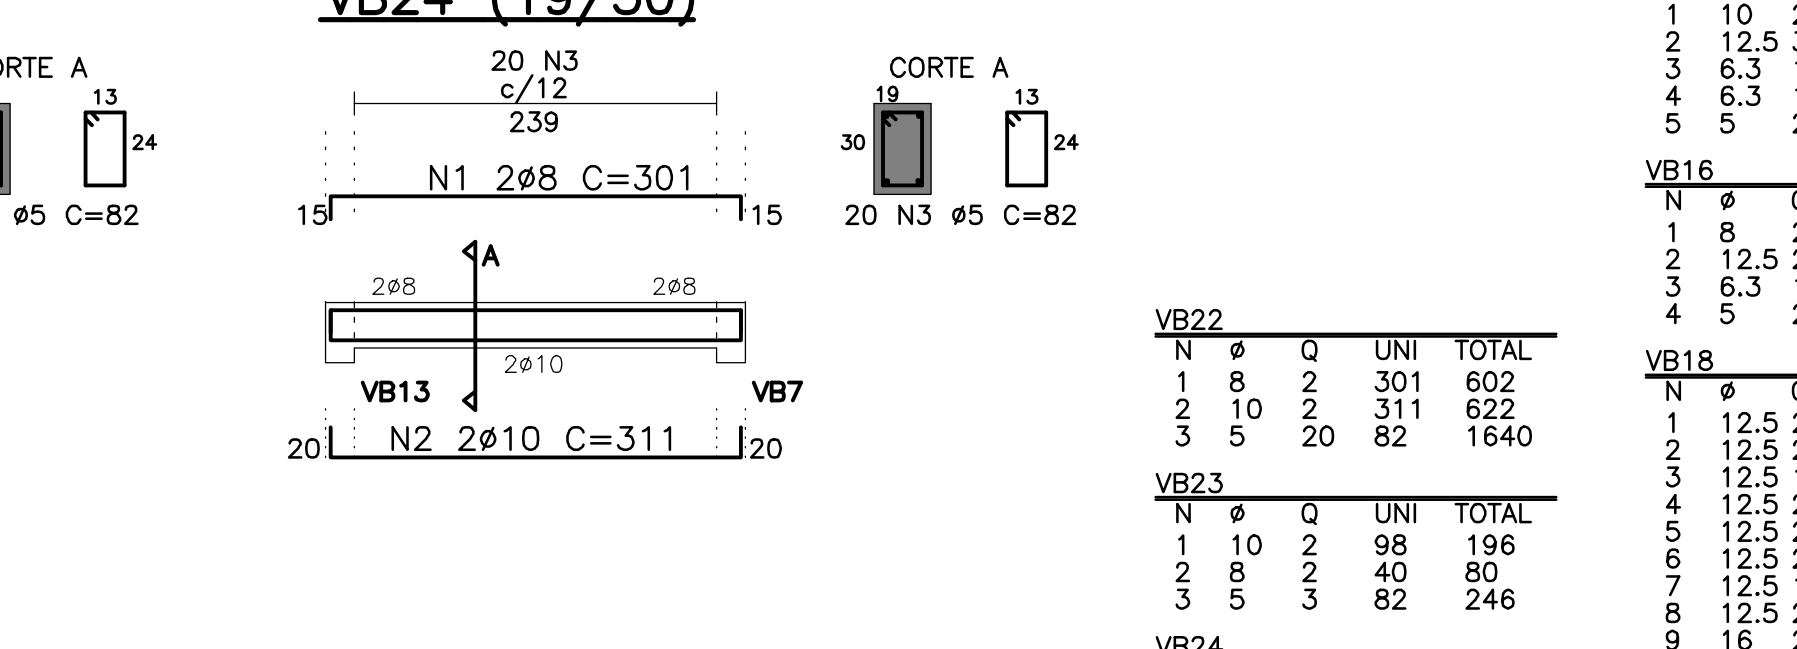 VB24 (19/30)
ORTE A
13
24
ø5 C=82
20 N3
c/12
239
N1 2ø8 C=301
15
15
A
2ø8
2ø8
2ø10
VB13
VB7
20
N2 2ø10 C=311
20
CORTE A
19
30
13
24
20 N3 ø5 C=82
VB22
N ø Q UNI TOTAL
1 8 2 301 602
2 10 2 311 622
3 5 20 82 1640
VB23
N ø Q UNI TOTAL
1 10 2 98 196
2 8 2 40 80
3 5 3 82 246
VB24
1 10
2 12.5
3 6.3
4 6.3
5 5
VB16
N ø
1 8
2 12.5
3 6.3
4 5
VB18
N ø
1 12.5
2 12.5
3 12.5
4 12.5
5 12.5
6 12.5
7 12.5
8 12.5
9 16